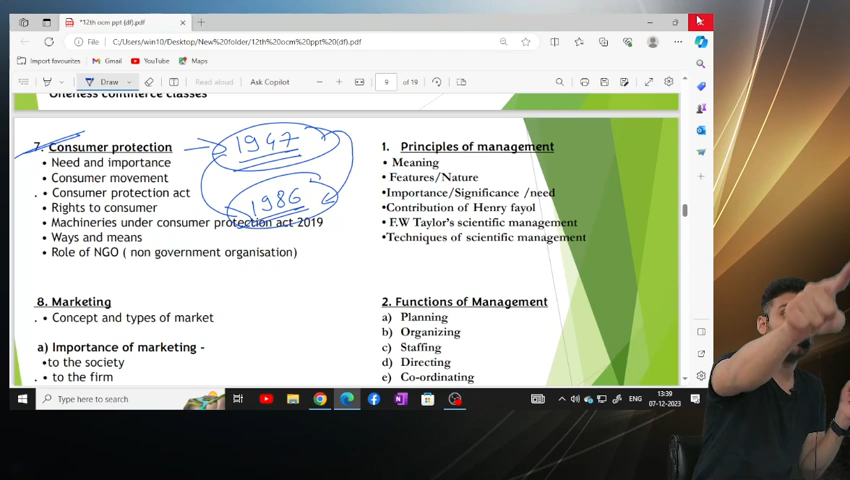 *12th ocm ppt (df).pdf
File
C:/Users/win10/Desktop/New%20folder/12th%20ocm%20ppt%20(df).pdf
Import favourites
Gmail
YouTube
Maps
Draw
Read aloud
Ask Copilot
9
of 19
Oneness commerce classes
7. Consumer protection
1947
• Need and importance
• Consumer movement
. • Consumer protection act
1986
• Rights to consumer
• Machineries under consumer protection act 2019
• Ways and means
• Role of NGO ( non government organisation)
8. Marketing
. • Concept and types of market
a) Importance of marketing -
•to the society
. • to the firm
1. Principles of management
• Meaning
• Features/Nature
•Importance/Significance /need
•Contribution of Henry fayol
• F.W Taylor's scientific management
•Techniques of scientific management
2. Functions of Management
a) Planning
b) Organizing
c) Staffing
d) Directing
e) Co-ordinating
Type here to search
ENG
13:39
07-12-2023